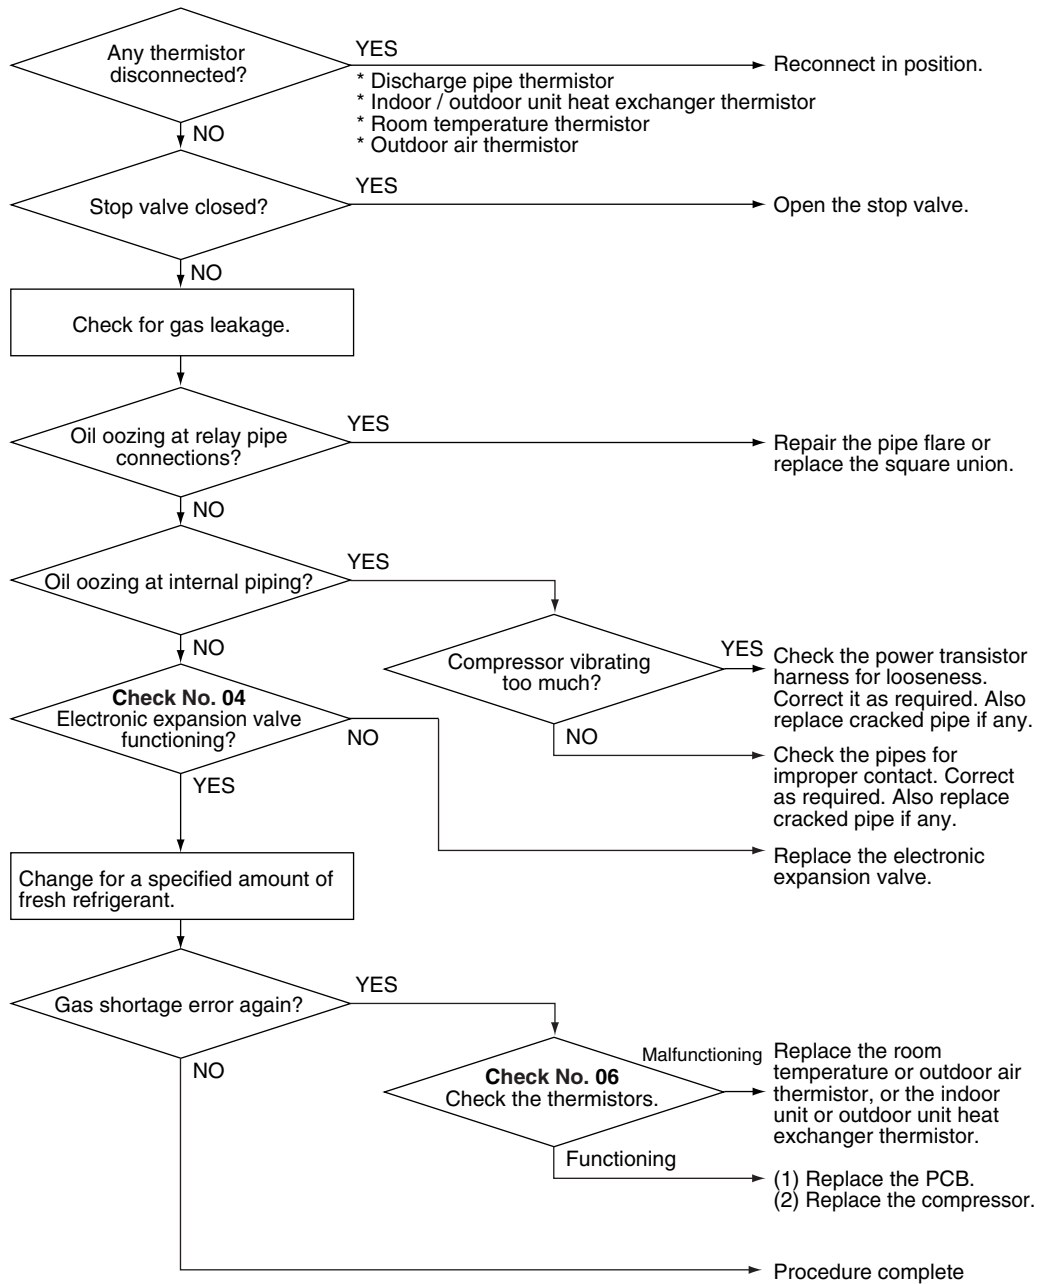 Any thermistor
disconnected?
YES
* Discharge pipe thermistor
* Indoor / outdoor unit heat exchanger thermistor
* Room temperature thermistor
* Outdoor air thermistor
Reconnect in position.
NO
Stop valve closed?
YES
Open the stop valve.
NO
Check for gas leakage.
Oil oozing at relay pipe
connections?
YES
Repair the pipe flare or
replace the square union.
NO
Oil oozing at internal piping?
YES
NO
Compressor vibrating
too much?
YES
Check the power transistor
harness for looseness.
Correct it as required. Also
replace cracked pipe if any.
NO
Check the pipes for
improper contact. Correct
as required. Also replace
cracked pipe if any.
Check No. 04
Electronic expansion valve
functioning?
NO
Replace the electronic
expansion valve.
YES
Change for a specified amount of
fresh refrigerant.
Gas shortage error again?
YES
NO
Check No. 06
Check the thermistors.
Malfunctioning
Replace the room
temperature or outdoor air
thermistor, or the indoor
unit or outdoor unit heat
exchanger thermistor.
Functioning
(1) Replace the PCB.
(2) Replace the compressor.
Procedure complete